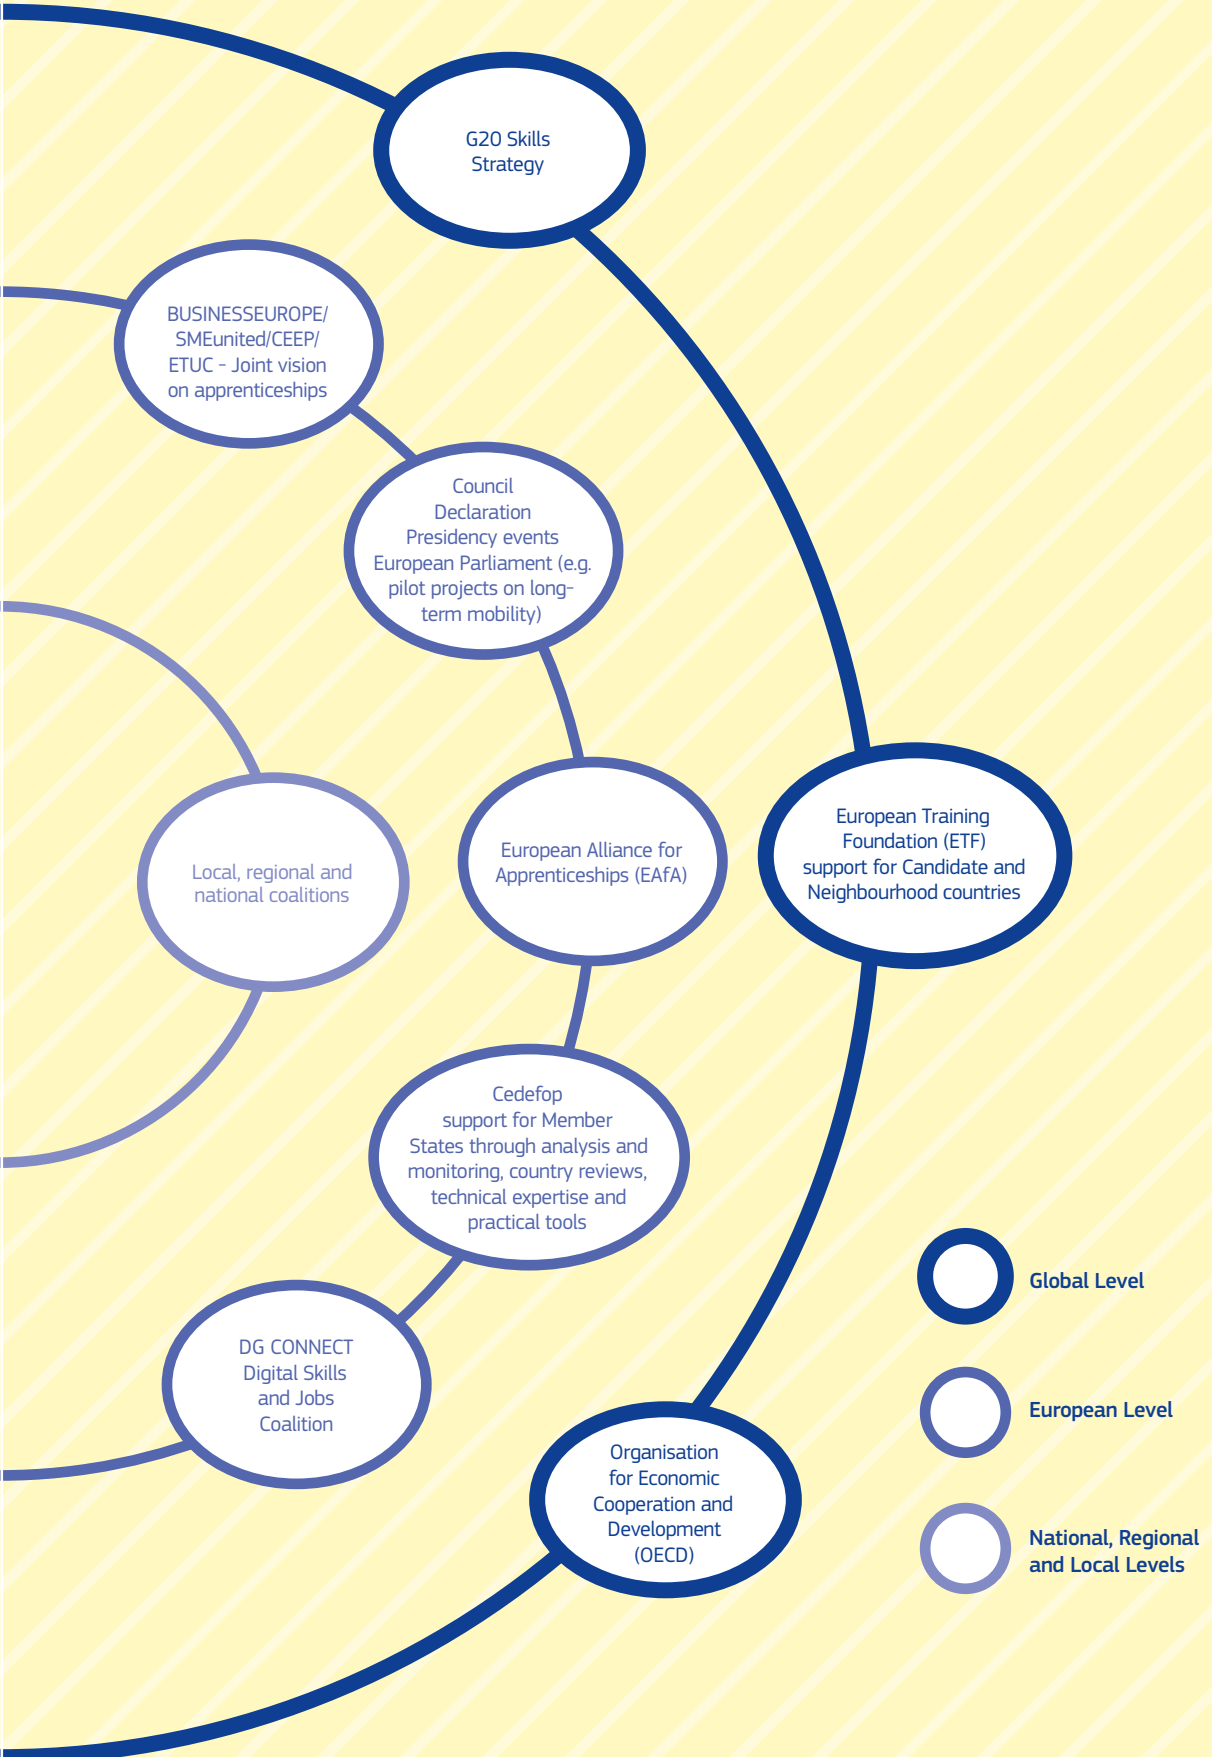 G20 Skills
Strategy
BUSINESSEUROPE/
SMEunited/CEEP/
ETUC - Joint vision
on apprenticeships
Council
Declaration
Presidency events
European Parliament (e.g.
pilot projects on long-
term mobility)
European Alliance for
Apprenticeships (EAfA)
European Training
Foundation (ETF)
support for Candidate and
Neighbourhood countries
Local, regional and
national coalitions
Cedefop
support for Member
States through analysis and
monitoring, country reviews,
technical expertise and
practical tools
DG CONNECT
Digital Skills
and Jobs
Coalition
Organisation
for Economic
Cooperation and
Development
(OECD)
Global Level
European Level
National, Regional
and Local Levels